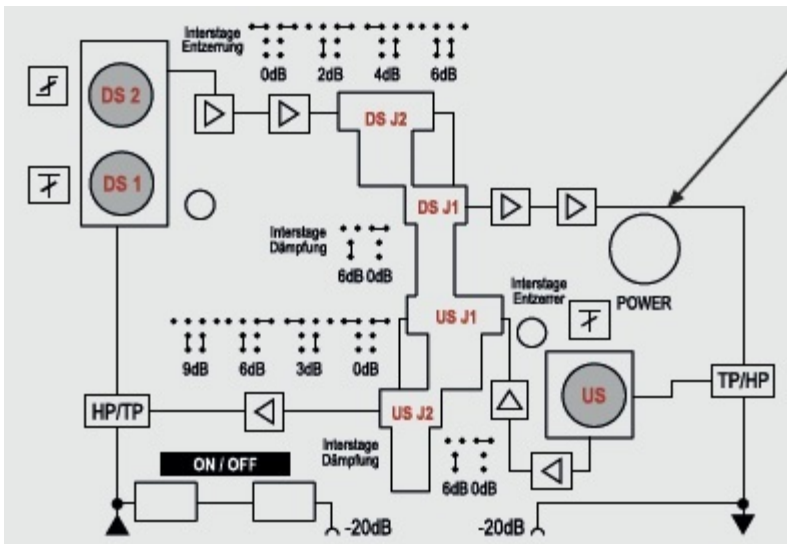 Interstage
Entzerrung
0dB 2dB 4dB 6dB
DS 2
DS J2
DS 1
DS J1
Interstage
Dämpfung
6dB 0dB
Interstage
Entzerrer
POWER
US J1
9dB 6dB 3dB 0dB
US
TP/HP
HP/TP
US J2
Interstage
Dämpfung
ON / OFF
6dB 0dB
-20dB
-20dB